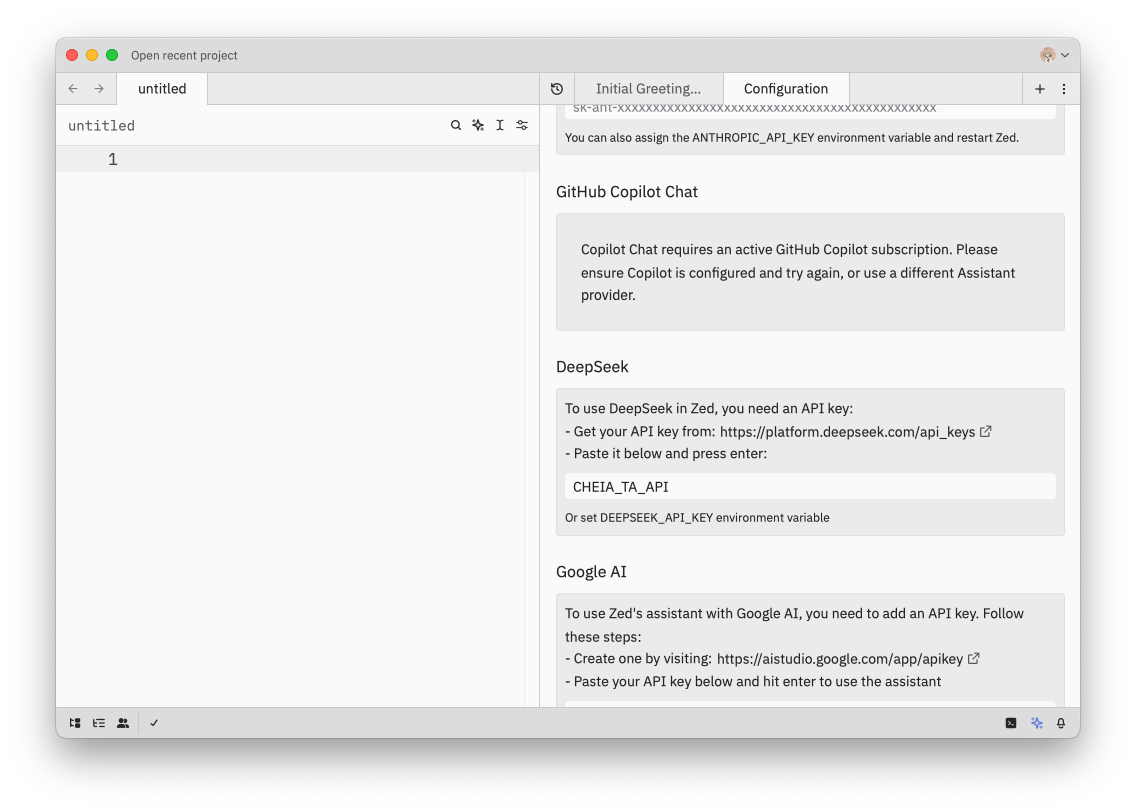 Open recent project
untitled
Initial Greeting...
Configuration
untitled
1
sk-ant-xxxxxxxxxxxxxxxxxxxxxxxxxxxxxxxxxxxxxxxxxxxxx
You can also assign the ANTHROPIC_API_KEY environment variable and restart Zed.
GitHub Copilot Chat
Copilot Chat requires an active GitHub Copilot subscription. Please
ensure Copilot is configured and try again, or use a different Assistant
provider.
DeepSeek
To use DeepSeek in Zed, you need an API key:
- Get your API key from: https://platform.deepseek.com/api_keys
- Paste it below and press enter:
CHEIA_TA_API
Or set DEEPSEEK_API_KEY environment variable
Google AI
To use Zed's assistant with Google AI, you need to add an API key. Follow
these steps:
- Create one by visiting: https://aistudio.google.com/app/apikey
- Paste your API key below and hit enter to use the assistant